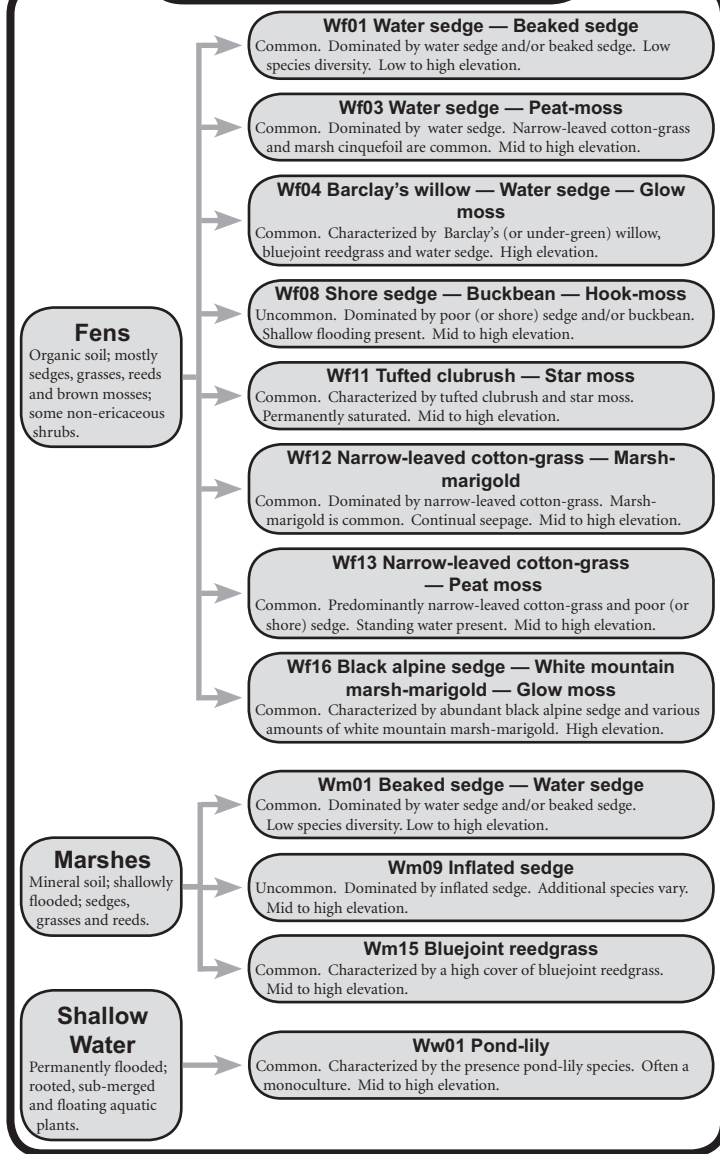 Wf01 Water sedge — Beaked sedge
Common. Dominated by water sedge and/or beaked sedge. Low
species diversity. Low to high elevation.
Wf03 Water sedge — Peat-moss
Common. Dominated by water sedge. Narrow-leaved cotton-grass
and marsh cinquefoil are common. Mid to high elevation.
Wf04 Barclay's willow — Water sedge — Glow
moss
Common. Characterized by Barclay's (or under-green) willow,
bluejoint reedgrass and water sedge. High elevation.
Wf08 Shore sedge — Buckbean — Hook-moss
Uncommon. Dominated by poor (or shore) sedge and/or buckbean.
Shallow flooding present. Mid to high elevation.
Fens
Organic soil; mostly
sedges, grasses, reeds
and brown mosses;
some non-ericaceous
shrubs.
Wf11 Tufted clubrush — Star moss
Common. Characterized by tufted clubrush and star moss.
Permanently saturated. Mid to high elevation.
Wf12 Narrow-leaved cotton-grass — Marsh-
marigold
Common. Dominated by narrow-leaved cotton-grass. Marsh-
marigold is common. Continual seepage. Mid to high elevation.
Wf13 Narrow-leaved cotton-grass
— Peat moss
Common. Predominantly narrow-leaved cotton-grass and poor (or
shore) sedge. Standing water present. Mid to high elevation.
Wf16 Black alpine sedge — White mountain
marsh-marigold — Glow moss
Common. Characterized by abundant black alpine sedge and various
amounts of white mountain marsh-marigold. High elevation.
Wm01 Beaked sedge — Water sedge
Common. Dominated by water sedge and/or beaked sedge.
Low species diversity. Low to high elevation.
Marshes
Mineral soil; shallowly
flooded; sedges,
grasses and reeds.
Wm09 Inflated sedge
Uncommon. Dominated by inflated sedge. Additional species vary.
Mid to high elevation.
Wm15 Bluejoint reedgrass
Common. Characterized by a high cover of bluejoint reedgrass.
Mid to high elevation.
Shallow
Water
Permanently flooded;
rooted, sub-merged
and floating aquatic
plants.
Ww01 Pond-lily
Common. Characterized by the presence pond-lily species. Often a
monoculture. Mid to high elevation.